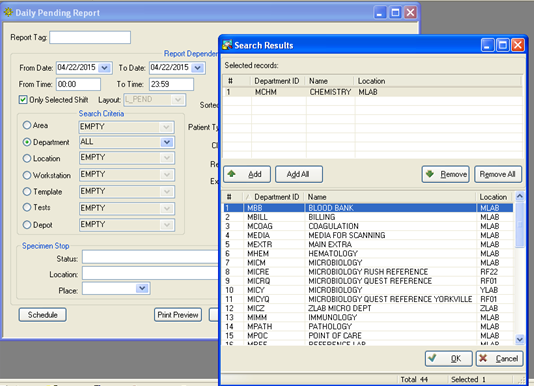 Daily Pending Report
Report Tag:
Report Dependen
From Date: 04/22/2015 To Date: 04/22/2015
From Time: 00:00 To Time: 23:59
Only Selected Shift Layout: L_PEND
Sorte
Search Criteria
Area EMPTY
Patient Ty
Department ALL
Cl
Location EMPTY
Re
Workstation EMPTY
Ex
Template EMPTY
Tests EMPTY
Depot EMPTY
Specimen Stop
Status:
Location:
Place:
Schedule Print Preview
Search Results
Selected records:
# Department ID Name Location
1 MCHM CHEMISTRY MLAB
Add Add All Remove Remove All
# / Department ID Name Location
1 MBB BLOOD BANK MLAB
2 MBILL BILLING MLAB
3 MCOAG COAGULATION MLAB
4 MEDIA MEDIA FOR SCANNING MLAB
5 MEXTR MAIN EXTRA MLAB
6 MHEM HEMATOLOGY MLAB
7 MICM MICROBIOLOGY MLAB
8 MICRE MICROBIOLOGY RUSH REFERENCE RF22
9 MICRQ MICROBIOLOGY QUEST REFERENCE RF01
10 MICY MICROBIOLOGY YLAB
11 MICYQ MICROBIOLOGY QUEST REFERENCE YORKVILLE RF01
12 MICZ ZLAB MICRO DEPT ZLAB
13 MIMM IMMUNOLOGY MLAB
14 MPATH PATHOLOGY MLAB
15 MPOC POINT OF CARE MLAB
16 MREF REFERENCE LAB MLAB
OK Cancel
Total 44 Selected 1